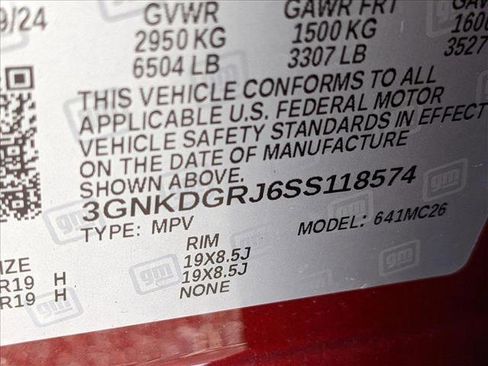 9/24 GVWR GAWR FRT
2950 KG 1500 KG
6504 LB 3307 LB 3527
THIS VEHICLE CONFORMS TO ALL
APPLICABLE U.S. FEDERAL MOTOR
VEHICLE SAFETY STANDARDS IN EFFECT
ON THE DATE OF MANUFACTURE
SHOWN ABOVE.
3GNKDGRJ6SS118574
TYPE: MPV MODEL: 641MC26
RIM
19X8.5J
R19 H 19X8.5J
R19 H NONE
gm